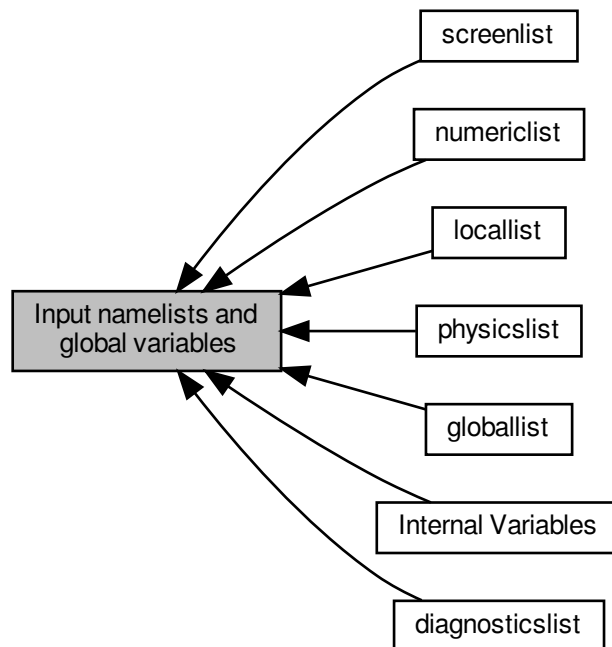 screenlist
numericlist
locallist
Input namelists and
global variables
physicslist
globallist
Internal Variables
diagnosticslist